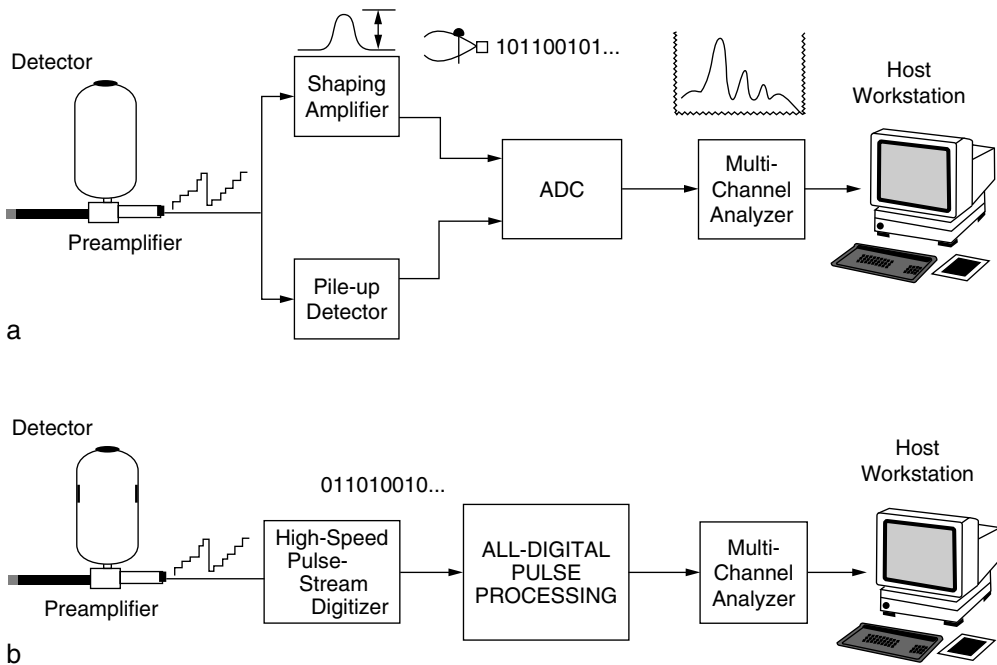 Detector
Preamplifier
Shaping
Amplifier
101100101...
Pile-up
Detector
ADC
Multi-
Channel
Analyzer
Host
Workstation
a
Detector
Preamplifier
011010010...
High-Speed
Pulse-
Stream
Digitizer
ALL-DIGITAL
PULSE
PROCESSING
Multi-
Channel
Analyzer
Host
Workstation
b